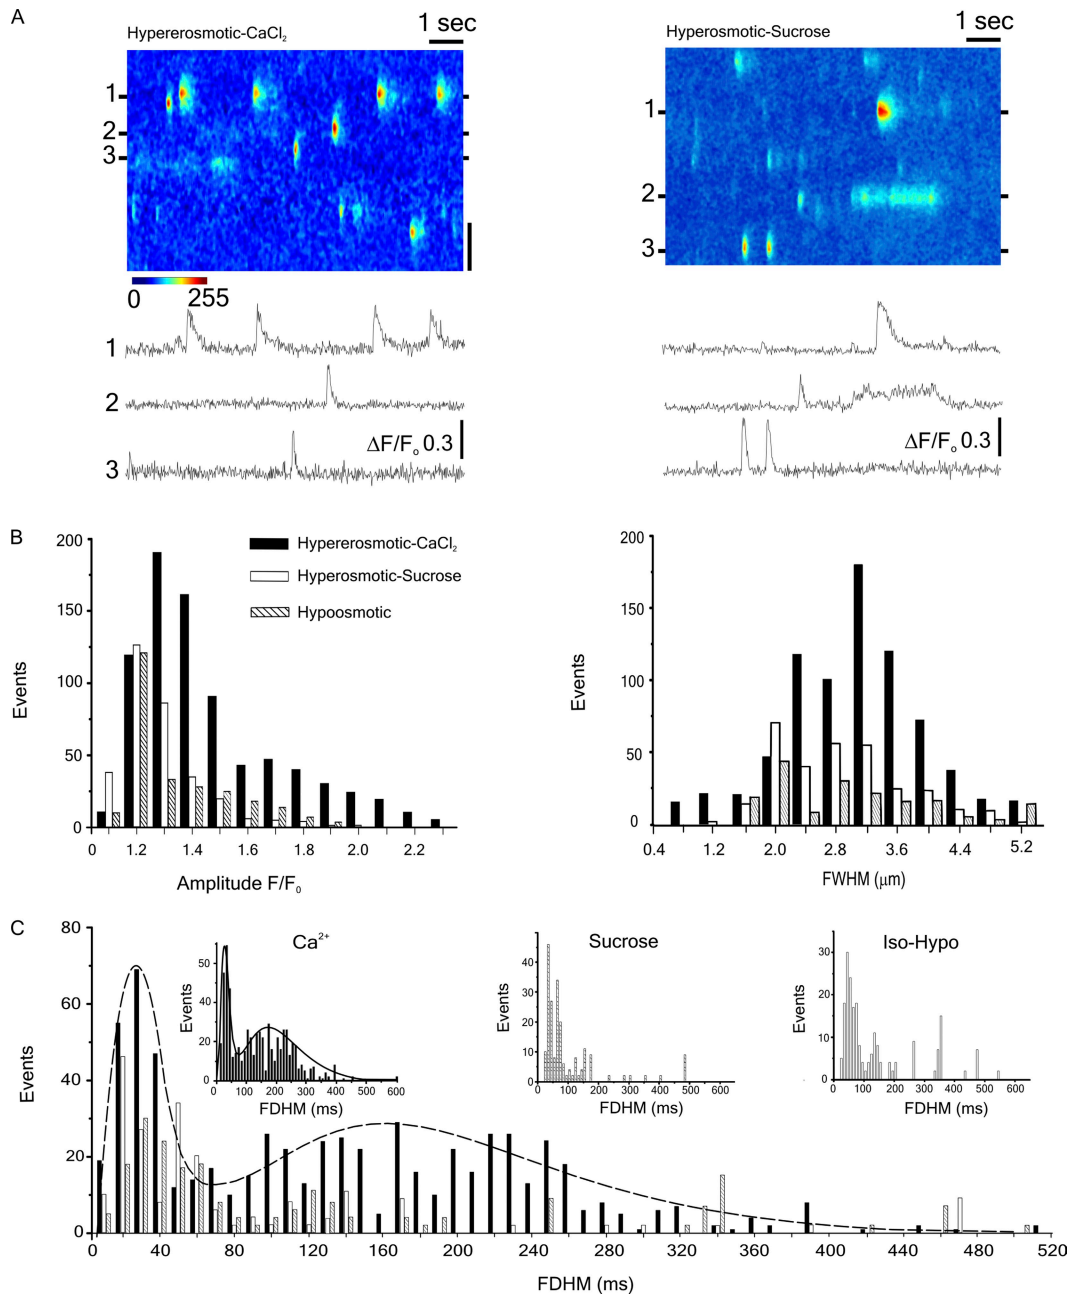 A
Hypererosmotic-CaCl₂
1 sec
Hyperosmotic-Sucrose
1 sec
1
2
3
1
2
3
0 255
1
2
3
ΔF/Fₒ 0.3
ΔF/Fₒ 0.3
B
Hypererosmotic-CaCl₂
Hyperosmotic-Sucrose
Hypoosmotic
200
150
100
50
0
Events
0 1.2 1.4 1.6 1.8 2.0 2.2
Amplitude F/F₀
200
150
100
50
0
Events
0.4 1.2 2.0 2.8 3.6 4.4 5.2
FWHM (μm)
C
80
60
40
20
0
Events
0 40 80 120 160 200 240 280 320 360 400 440 480 520
FDHM (ms)
Ca²⁺
60
50
40
25
10
0
Events
0 100 200 300 400 500 600
FDHM (ms)
Sucrose
50
40
30
20
10
0
Events
0 100 200 300 400 500 600
FDHM (ms)
Iso-Hypo
30
20
10
0
Events
0 100 200 300 400 500 600
FDHM (ms)